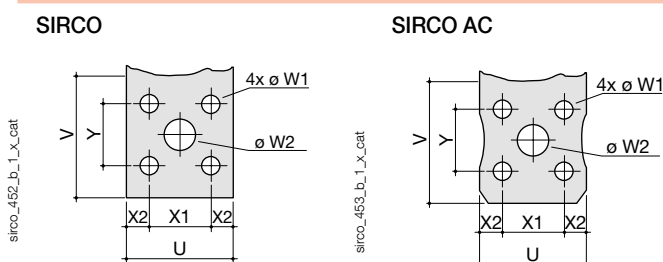 SIRCO
4x ø W1
ø W2
V
Y
X2
X1
X2
U
sirco_452_b_1_x_cat
SIRCO AC
4x ø W1
ø W2
V
Y
X2
X1
X2
U
sirco_453_b_1_x_cat